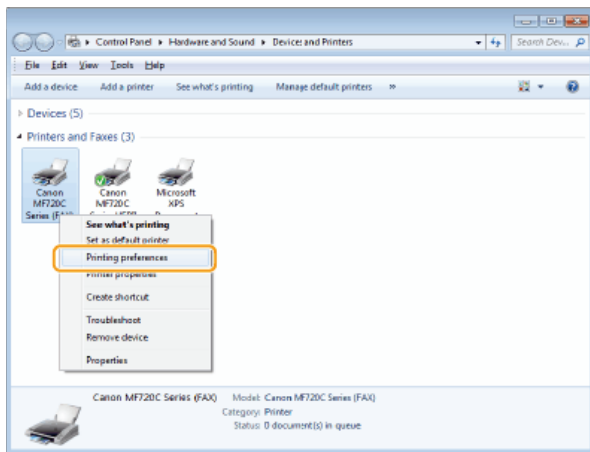 Control Panel ▸ Hardware and Sound ▸ Devices and Printers
Search Dev...
File Edit View Tools Help
Add a device Add a printer See what's printing Manage default printers »
Devices (5)
Printers and Faxes (3)
Canon MF720C Series (F
Canon MF720C
Microsoft XPS
See what's printing
Set as default printer
Printing preferences
Printer properties
Create shortcut
Troubleshoot
Remove device
Properties
Canon MF720C Series (FAX) Model: Canon MF720C Series (FAX)
Category: Printer
Status: 0 document(s) in queue